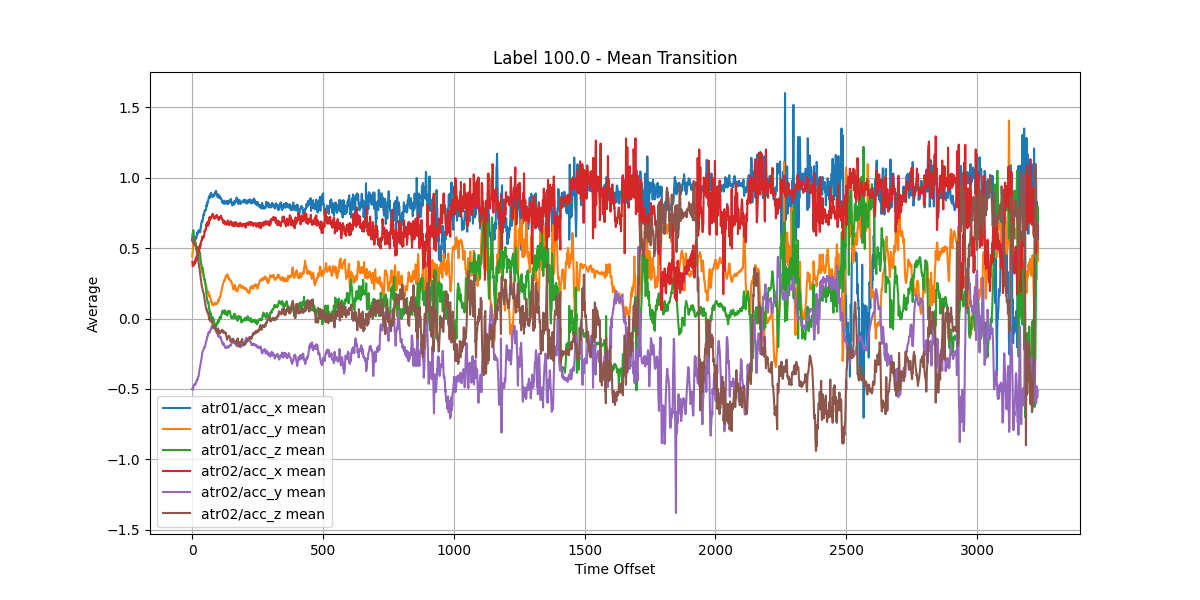 Label 100.0 - Mean Transition
Average
1.5
1.0
0.5
0.0
−0.5
−1.0
−1.5
atr01/acc_x mean
atr01/acc_y mean
atr01/acc_z mean
atr02/acc_x mean
atr02/acc_y mean
atr02/acc_z mean
0 500 1000 1500 2000 2500 3000
Time Offset